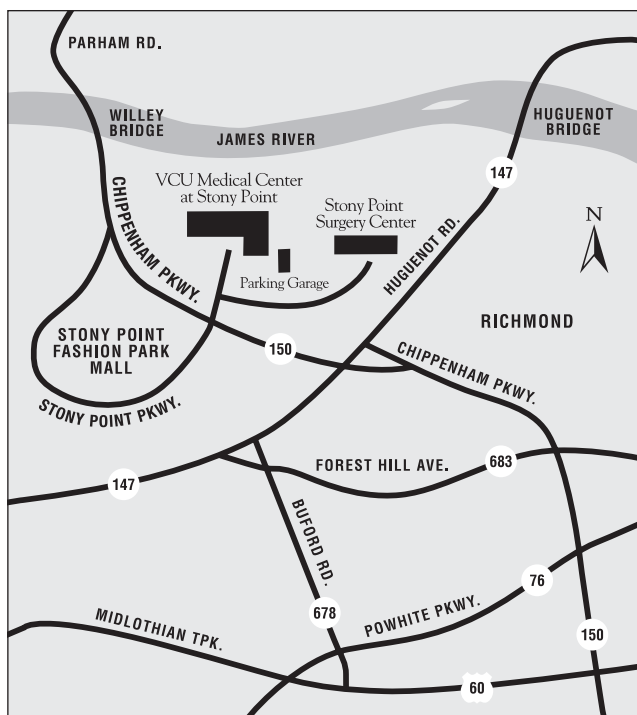 PARHAM RD.
WILLEY
BRIDGE
JAMES RIVER
HUGUENOT
BRIDGE
147
VCU Medical Center
at Stony Point
Stony Point
Surgery Center
Parking Garage
CHIPPENHAM PKWY.
HUGUENOT RD.
N
RICHMOND
STONY POINT
FASHION PARK
MALL
150
CHIPPENHAM PKWY.
STONY POINT PKWY.
147
FOREST HILL AVE.
683
BUFORD RD.
678
76
POWHITE PKWY.
MIDLOTHIAN TPK.
150
60